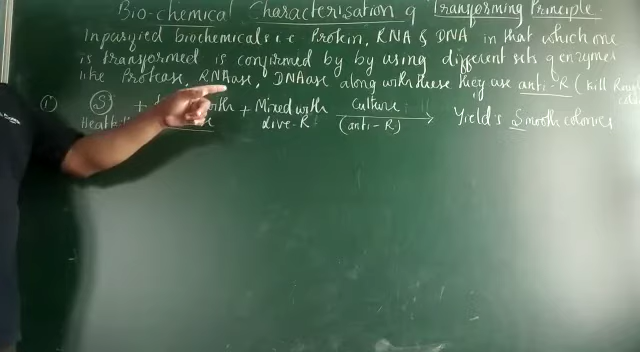 Bio-chemical Characterisation of Transforming Principle.
In purified biochemicals i.e Protein, RNA & DNA in that which one
is transformed is confirmed by by using different sets of enzymes
like Protease, RNAase, DNAase along with these they use anti-R (kill Rough
① Ⓢ + + Mixed with Culture Yield's Smooth colonies
live-R (anti-R)